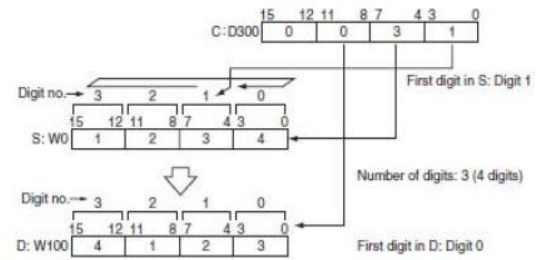 15 12 11 8 7 4 3 0
C: D300 0 0 3 1
First digit in S: Digit 1
Digit no. 3 2 1 0
15 12 11 8 7 4 3 0
S: W0 1 2 3 4
Number of digits: 3 (4 digits)
Digit no. 3 2 1 0
15 12 11 8 7 4 3 0
D: W100 4 1 2 3
First digit in D: Digit 0